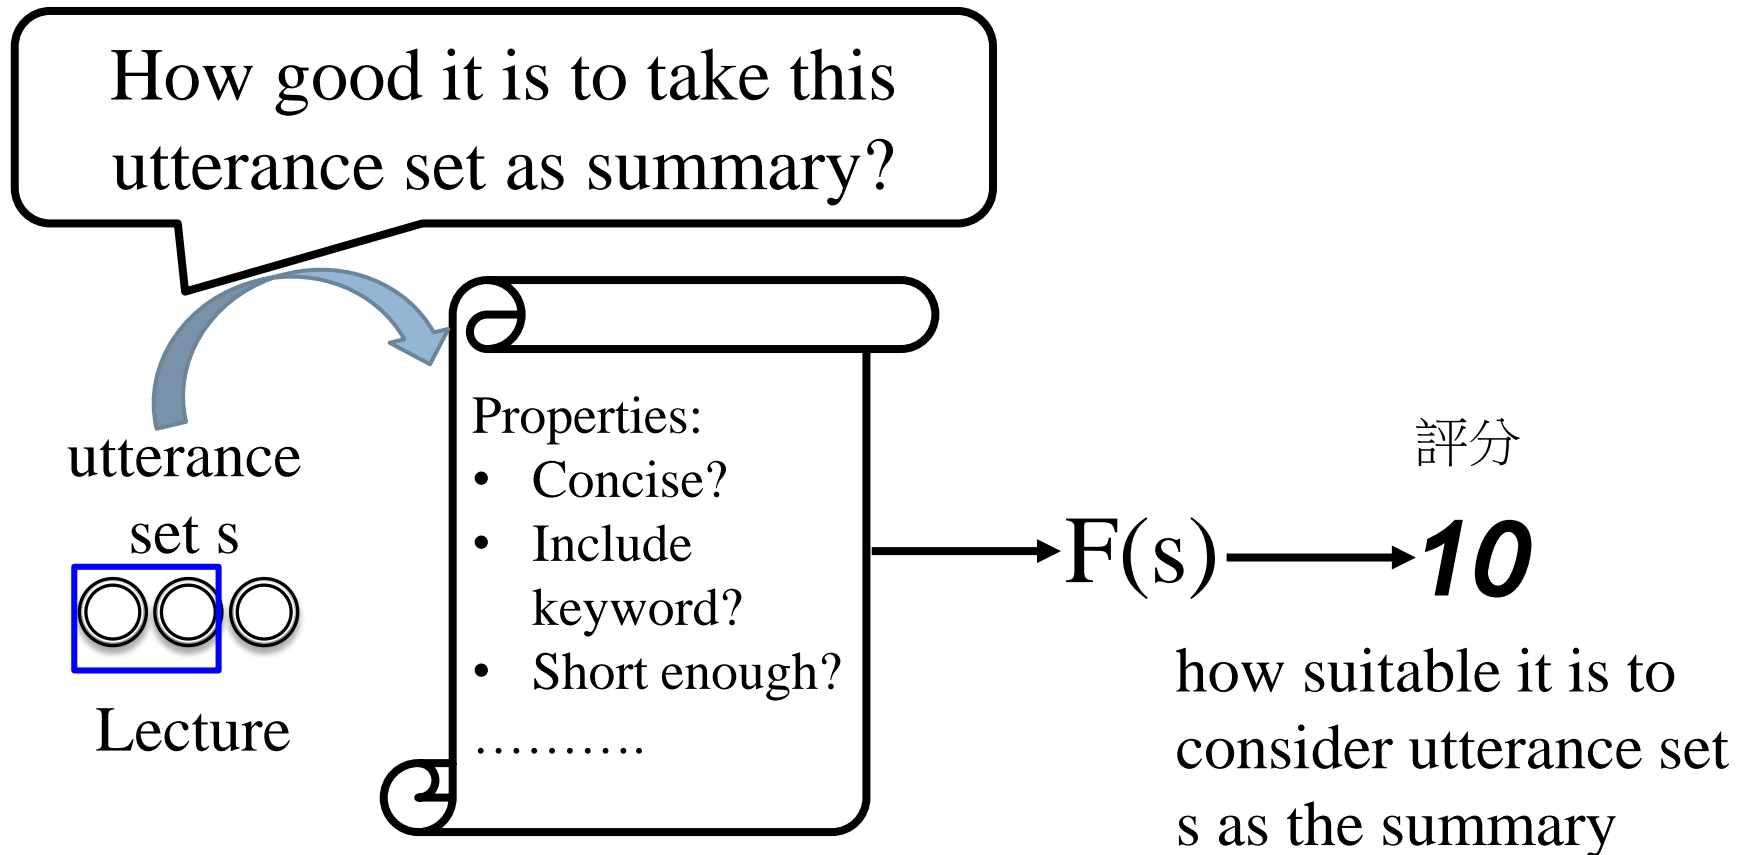 How good it is to take this
utterance set as summary?
utterance
set s
Lecture
Properties:
• Concise?
• Include
keyword?
• Short enough?
..........
F(s)
評分
10
how suitable it is to
consider utterance set
s as the summary